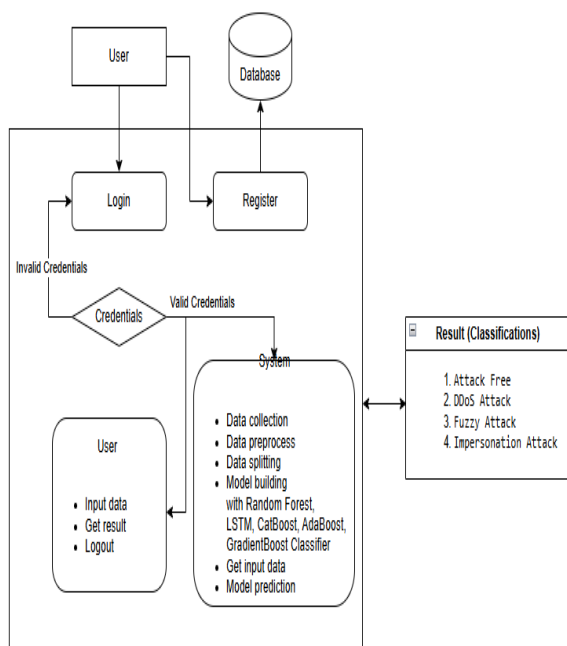 User
Database
Login
Register
Invalid Credentials
Credentials
Valid Credentials
System
• Data collection
• Data preprocess
• Data splitting
• Model building
with Random Forest,
LSTM, CatBoost, AdaBoost,
GradientBoost Classifier
• Get input data
• Model prediction
User
• Input data
• Get result
• Logout
Result (Classifications)
1. Attack Free
2. DDoS Attack
3. Fuzzy Attack
4. Impersonation Attack